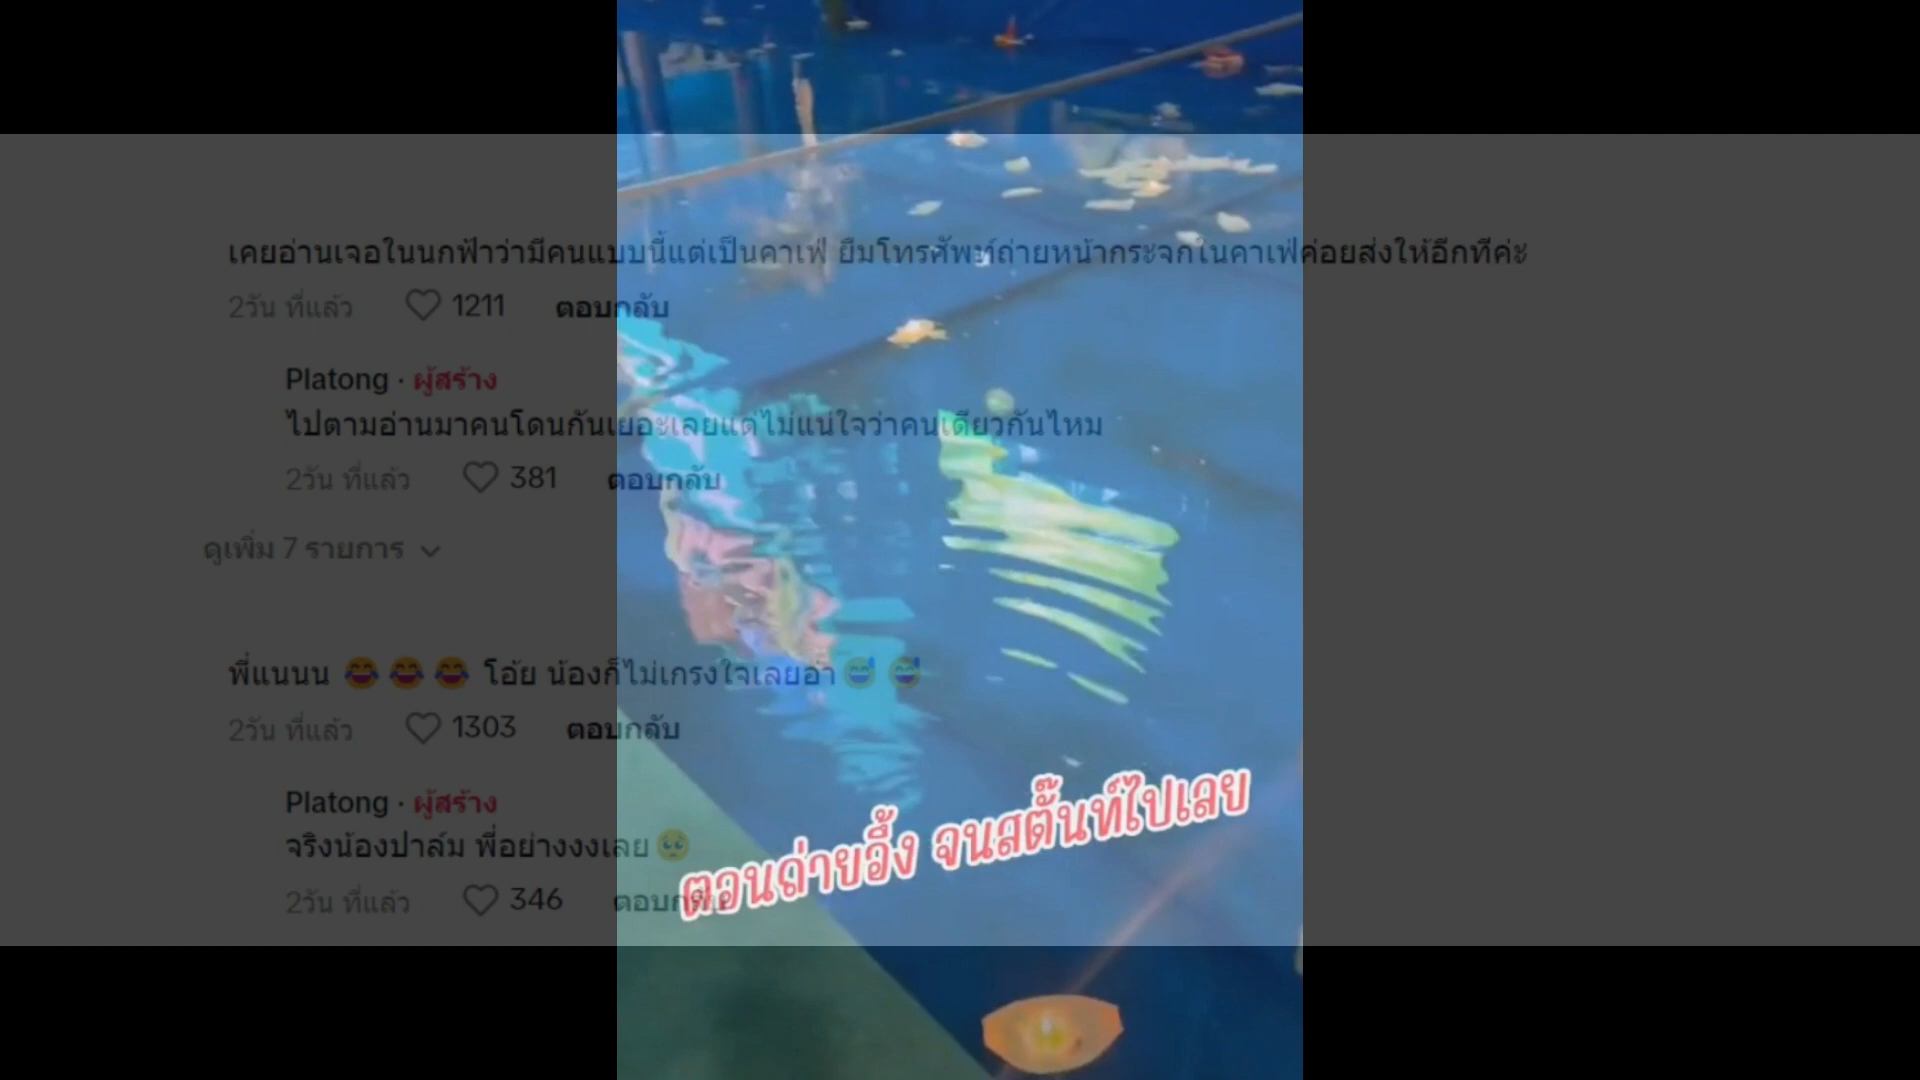 เคยอ่านเจอในนกฟ้าว่ามีคนแบบนี้แต่เป็นคาเฟ่ ยืมโทรศัพท์ถ่ายหน้ากระจกในคาเฟ่ค่อยส่งให้อีกทีค่ะ
2วัน ที่แล้ว 1211 ตอบกลับ
Platong · ผู้สร้าง
ไปตามอ่านมาคนโดนกันเยอะเลยแต่ไม่แน่ใจว่าคนเดียวกันไหม
2วัน ที่แล้ว 381 ตอบกลับ
ดูเพิ่ม 7 รายการ
พี่แนนน 😂😂😂 โอ้ย น้องก็ไม่เกรงใจเลยอ่า😅😅
2วัน ที่แล้ว 1303 ตอบกลับ
Platong · ผู้สร้าง
จริงน้องปาล์ม พี่อย่างงงเลย🥺
2วัน ที่แล้ว 346 ตอบกลับ
ตอนถ่ายอึ้ง จนสตั๊นท์ไปเลย